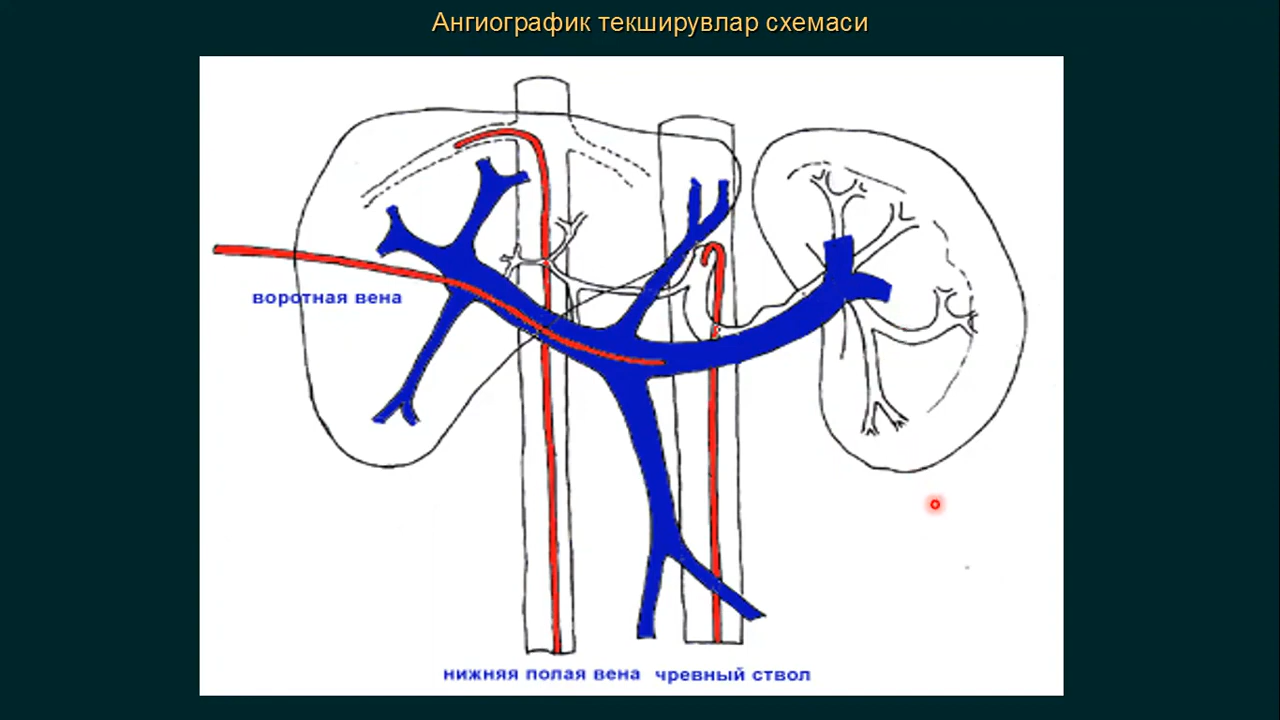 Ангиографик текширувлар схемаси
воротная вена
нижняя полая вена чревный ствол